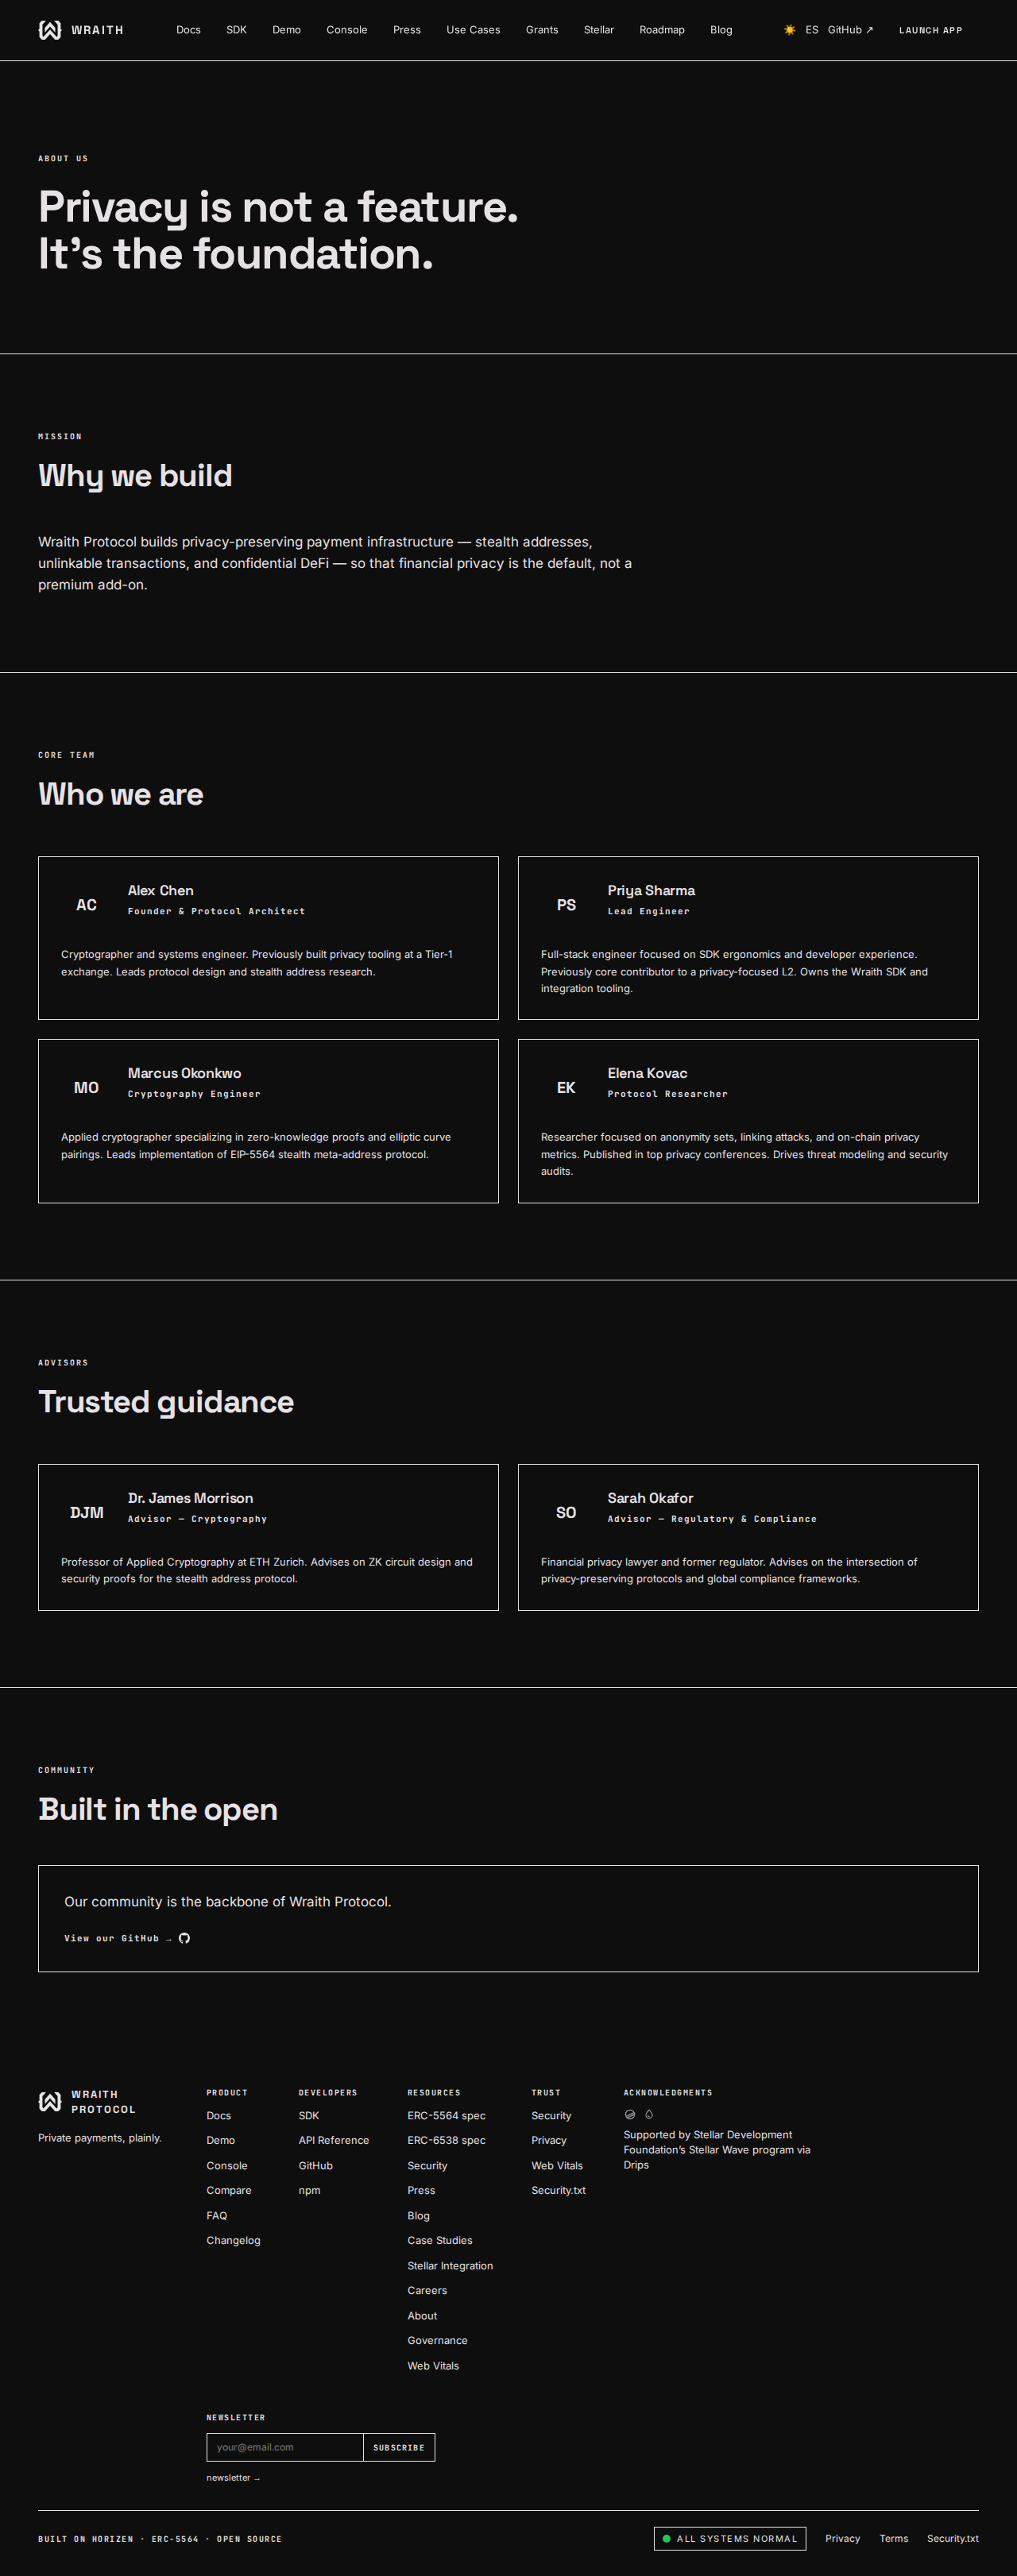 WRAITH
Docs
SDK
Demo
Console
Press
Use Cases
Grants
Stellar
Roadmap
Blog
ES
GitHub ↗
LAUNCH APP
ABOUT US
Privacy is not a feature.
It's the foundation.
MISSION
Why we build
Wraith Protocol builds privacy-preserving payment infrastructure — stealth addresses,
unlinkable transactions, and confidential DeFi — so that financial privacy is the default, not a
premium add-on.
CORE TEAM
Who we are
AC
Alex Chen
Founder & Protocol Architect
Cryptographer and systems engineer. Previously built privacy tooling at a Tier-1
exchange. Leads protocol design and stealth address research.
PS
Priya Sharma
Lead Engineer
Full-stack engineer focused on SDK ergonomics and developer experience.
Previously core contributor to a privacy-focused L2. Owns the Wraith SDK and
integration tooling.
MO
Marcus Okonkwo
Cryptography Engineer
Applied cryptographer specializing in zero-knowledge proofs and elliptic curve
pairings. Leads implementation of EIP-5564 stealth meta-address protocol.
EK
Elena Kovac
Protocol Researcher
Researcher focused on anonymity sets, linking attacks, and on-chain privacy
metrics. Published in top privacy conferences. Drives threat modeling and security
audits.
ADVISORS
Trusted guidance
DJM
Dr. James Morrison
Advisor — Cryptography
Professor of Applied Cryptography at ETH Zurich. Advises on ZK circuit design and
security proofs for the stealth address protocol.
SO
Sarah Okafor
Advisor — Regulatory & Compliance
Financial privacy lawyer and former regulator. Advises on the intersection of
privacy-preserving protocols and global compliance frameworks.
COMMUNITY
Built in the open
Our community is the backbone of Wraith Protocol.
View our GitHub →
WRAITH
PROTOCOL
Private payments, plainly.
PRODUCT
Docs
Demo
Console
Compare
FAQ
Changelog
DEVELOPERS
SDK
API Reference
GitHub
npm
RESOURCES
ERC-5564 spec
ERC-6538 spec
Security
Press
Blog
Case Studies
Stellar Integration
Careers
About
Governance
Web Vitals
TRUST
Security
Privacy
Web Vitals
Security.txt
ACKNOWLEDGMENTS
Supported by Stellar Development
Foundation's Stellar Wave program via
Drips
NEWSLETTER
your@email.com
SUBSCRIBE
newsletter →
BUILT ON HORIZEN · ERC-5564 · OPEN SOURCE
ALL SYSTEMS NORMAL
Privacy
Terms
Security.txt